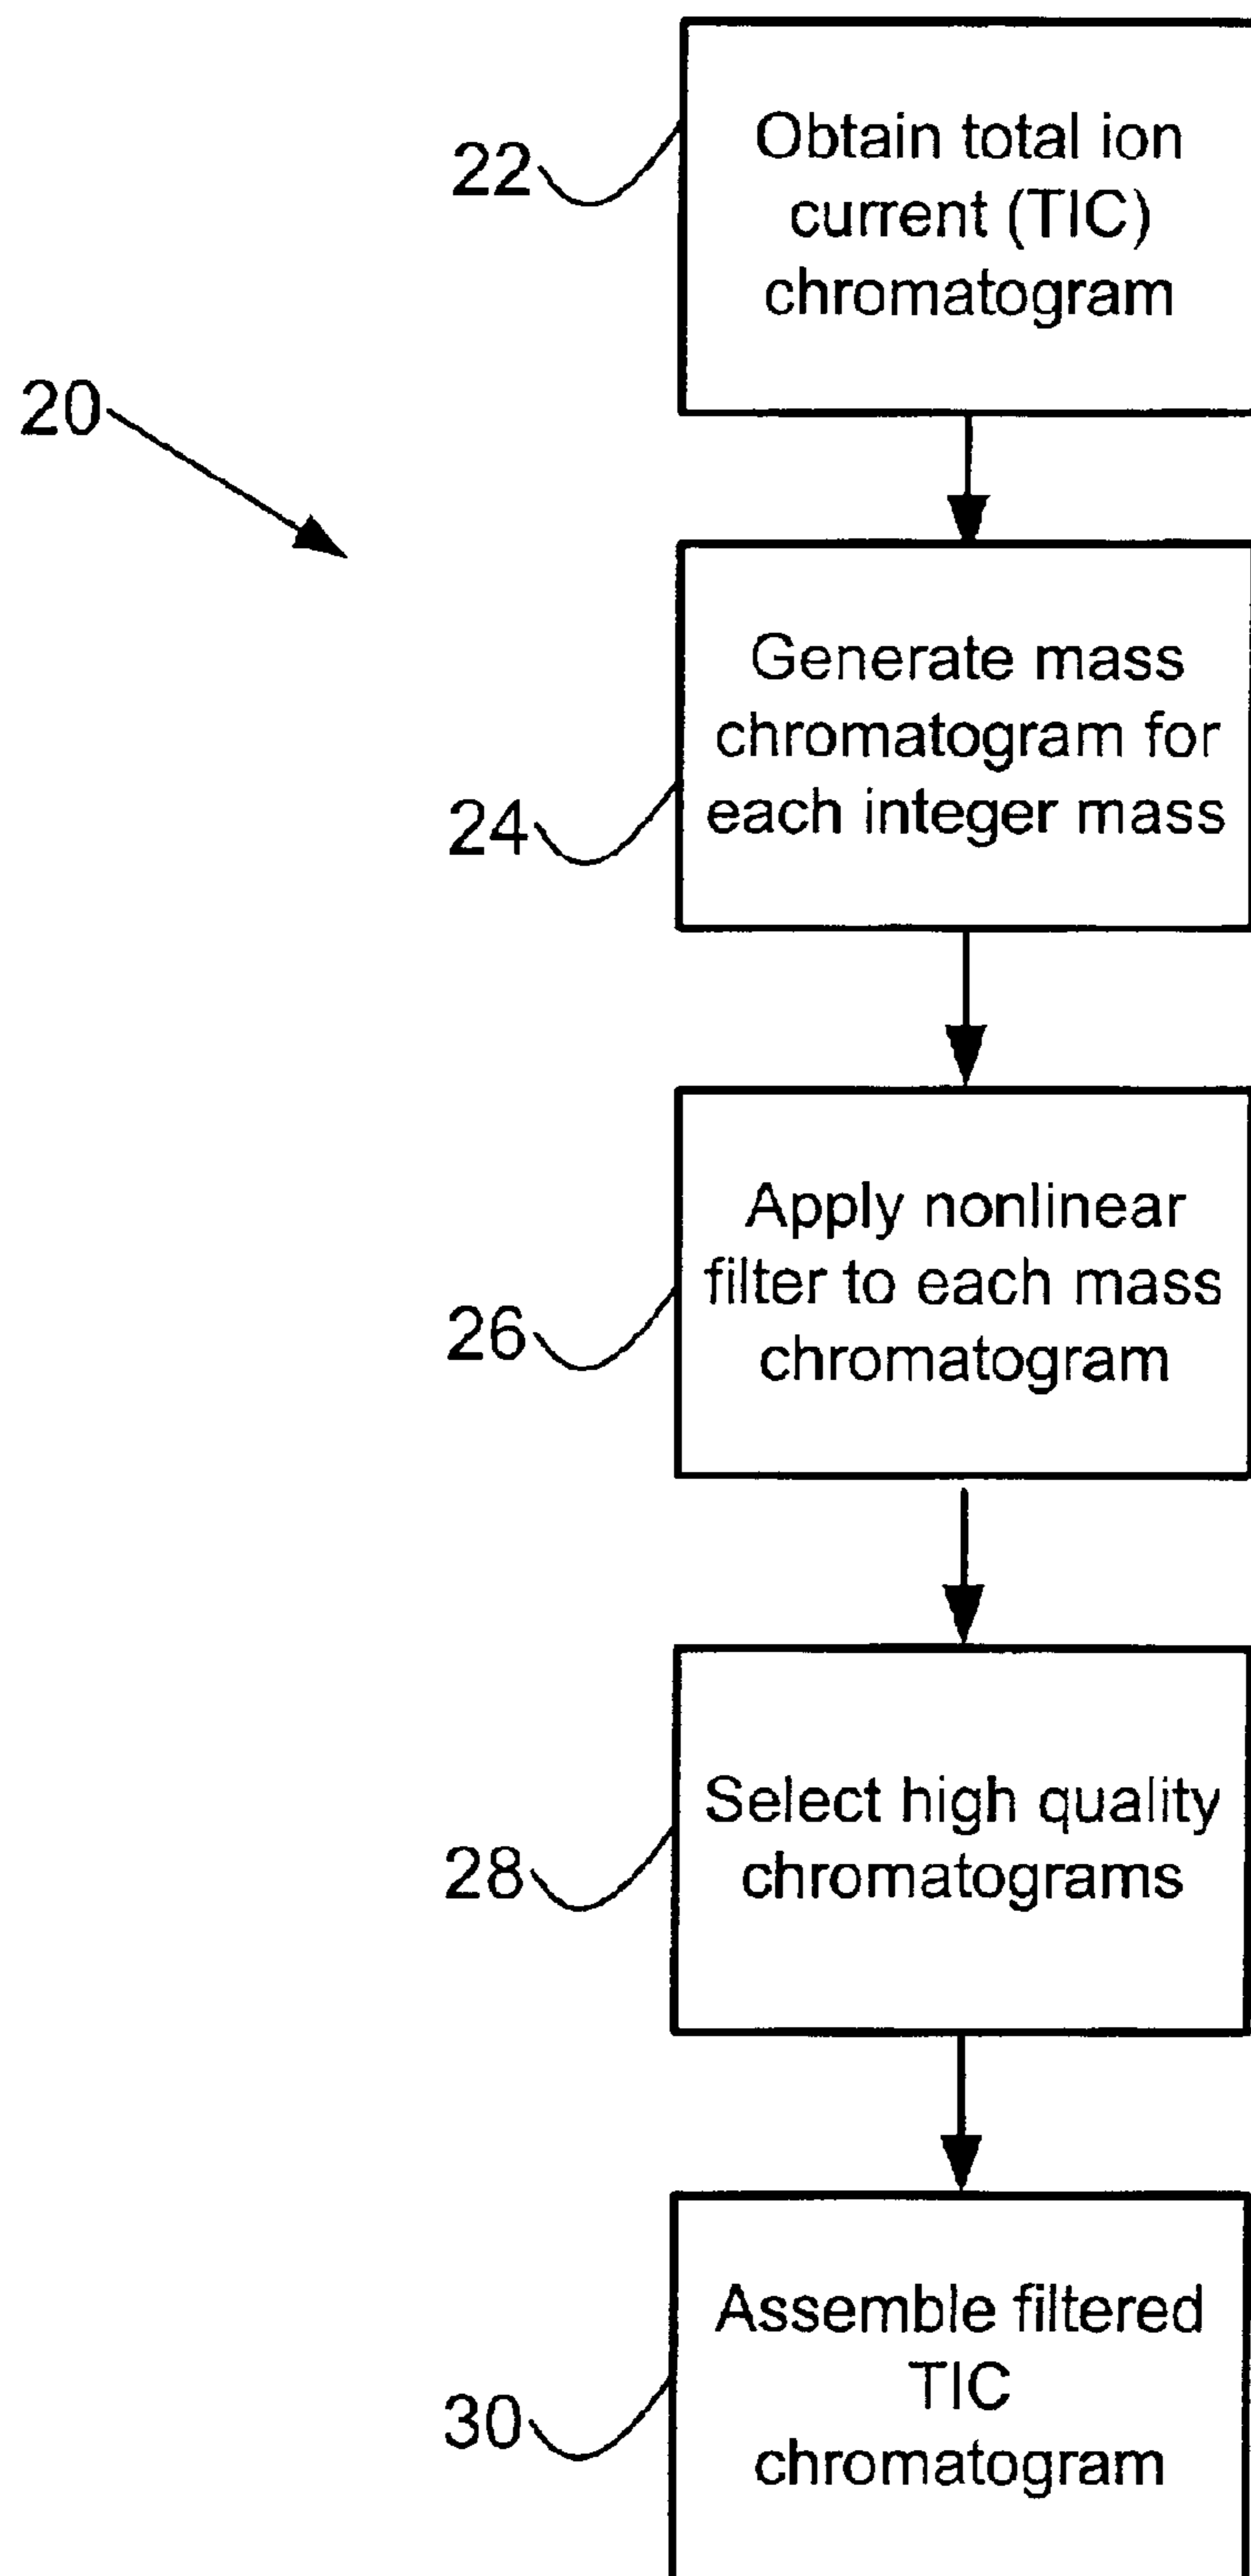 22
Obtain total ion
current (TIC)
chromatogram
20
Generate mass
chromatogram for
each integer mass
24
Apply nonlinear
filter to each mass
chromatogram
26
Select high quality
chromatograms
28
Assemble filtered
TIC
chromatogram
30